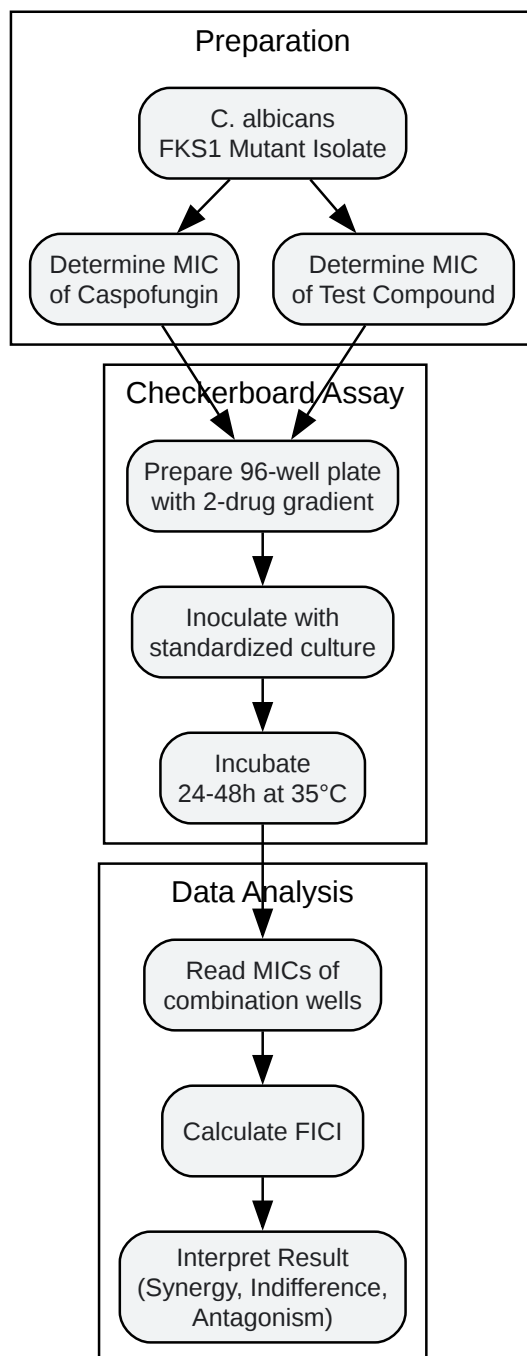 Preparation
C. albicans
FKS1 Mutant Isolate
Determine MIC
of Caspofungin
Determine MIC
of Test Compound
Checkerboard Assay
Prepare 96-well plate
with 2-drug gradient
Inoculate with
standardized culture
Incubate
24-48h at 35°C
Data Analysis
Read MICs of
combination wells
Calculate FICI
Interpret Result
(Synergy, Indifference,
Antagonism)